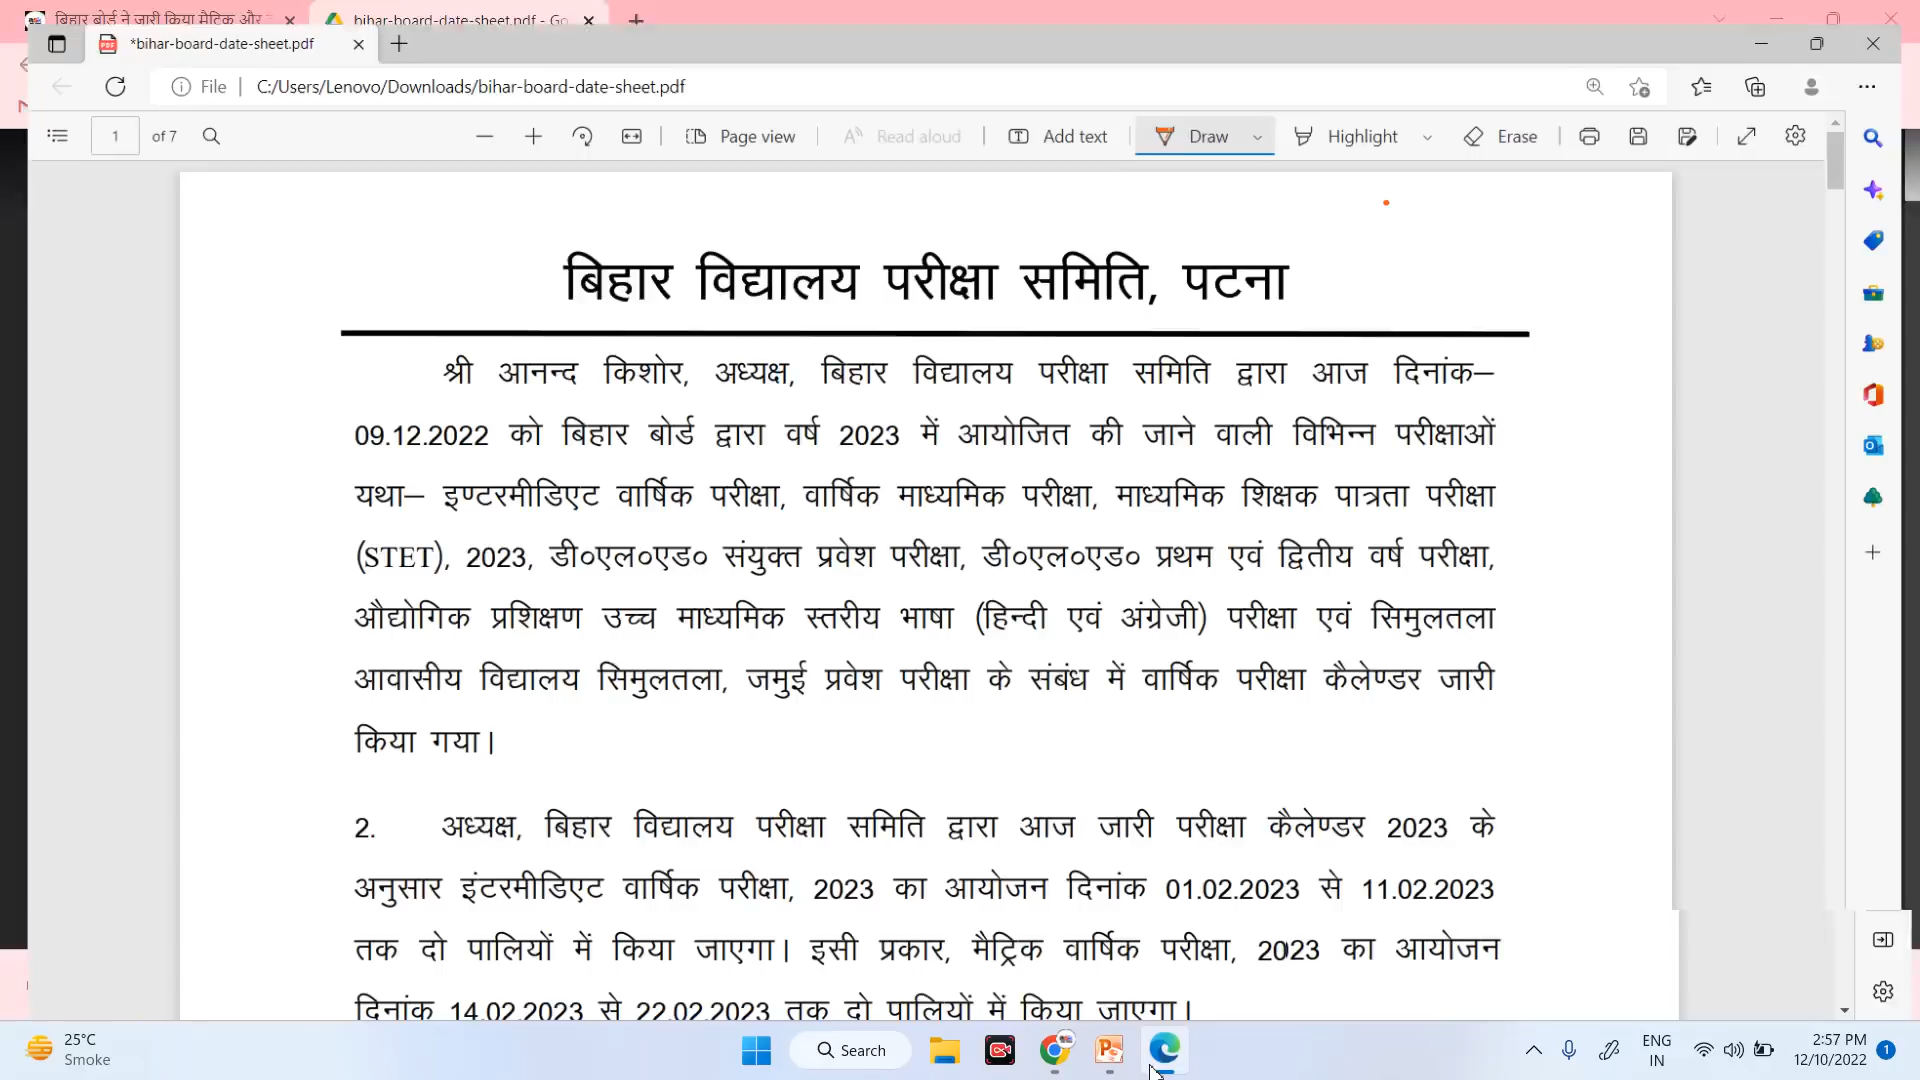 बिहार बोर्ड ने जारी किया मैट्रिक और
bihar-board-date-sheet.pdf - Go
*bihar-board-date-sheet.pdf
File
C:/Users/Lenovo/Downloads/bihar-board-date-sheet.pdf
1 of 7
Page view
Read aloud
Add text
Draw
Highlight
Erase
बिहार विद्यालय परीक्षा समिति, पटना
श्री आनन्द किशोर, अध्यक्ष, बिहार विद्यालय परीक्षा समिति द्वारा आज दिनांक–
09.12.2022 को बिहार बोर्ड द्वारा वर्ष 2023 में आयोजित की जाने वाली विभिन्न परीक्षाओं
यथा– इण्टरमीडिएट वार्षिक परीक्षा, वार्षिक माध्यमिक परीक्षा, माध्यमिक शिक्षक पात्रता परीक्षा
(STET), 2023, डी०एल०एड० संयुक्त प्रवेश परीक्षा, डी०एल०एड० प्रथम एवं द्वितीय वर्ष परीक्षा,
औद्योगिक प्रशिक्षण उच्च माध्यमिक स्तरीय भाषा (हिन्दी एवं अंग्रेजी) परीक्षा एवं सिमुलतला
आवासीय विद्यालय सिमुलतला, जमुई प्रवेश परीक्षा के संबंध में वार्षिक परीक्षा कैलेण्डर जारी
किया गया।
2. अध्यक्ष, बिहार विद्यालय परीक्षा समिति द्वारा आज जारी परीक्षा कैलेण्डर 2023 के
अनुसार इंटरमीडिएट वार्षिक परीक्षा, 2023 का आयोजन दिनांक 01.02.2023 से 11.02.2023
तक दो पालियों में किया जाएगा। इसी प्रकार, मैट्रिक वार्षिक परीक्षा, 2023 का आयोजन
दिनांक 14.02.2023 से 22.02.2023 तक दो पालियों में किया जाएगा।
25°C
Smoke
Search
ENG
IN
2:57 PM
12/10/2022
1